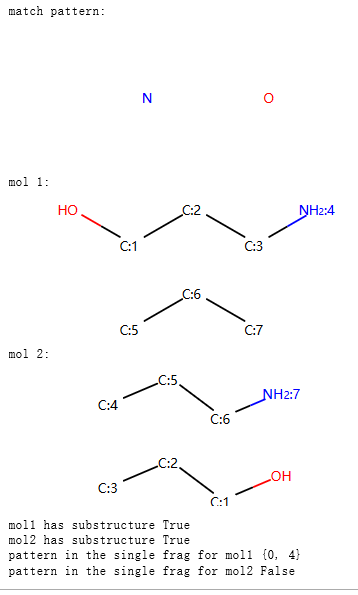 match pattern:
N O
mol 1:
HO C:2 NH2:4
C:1 C:3
C:6
C:5 C:7
mol 2:
C:5
C:4 NH2:7
C:6
C:2
C:3 OH
C:1
mol1 has substructure True
mol2 has substructure True
pattern in the single frag for mol1 {0, 4}
pattern in the single frag for mol2 False